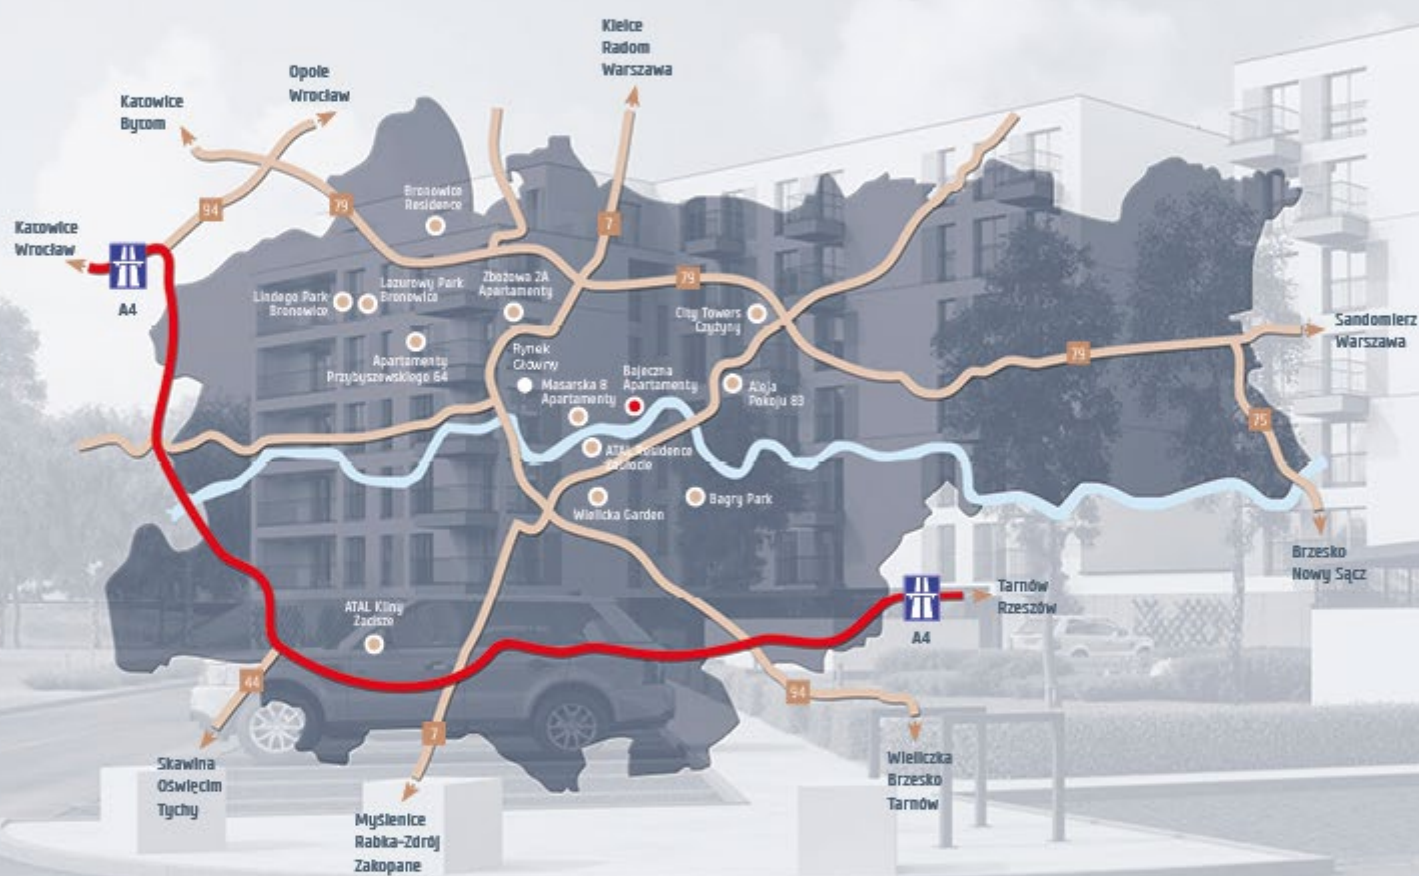 Kielce
Radom
Warszawa
Opole
Wrocław
Katowice
Bytom
Katowice
Wrocław
A4
94
79
7
79
Bronowice
Residence
Lindego Park
Bronowice
Lazurowy Park
Bronowice
Zbożowa 2A
Apartamenty
City Towers
Czyżyny
Apartamenty
Przybyszewskiego 64
Rynek
Główny
Masarska 8
Apartamenty
Bajeczna
Apartamenty
Aleja
Pokoju 83
79
Sandomierz
Warszawa
75
ATAL Residence
Zabłocie
Wielicka Garden
Bagry Park
Brzesko
Nowy Sącz
Tarnów
Rzeszów
A4
ATAL Kliny
Zacisze
44
7
94
Skawina
Oświęcim
Tychy
Myślenice
Rabka-Zdrój
Zakopane
Wieliczka
Brzesko
Tarnów